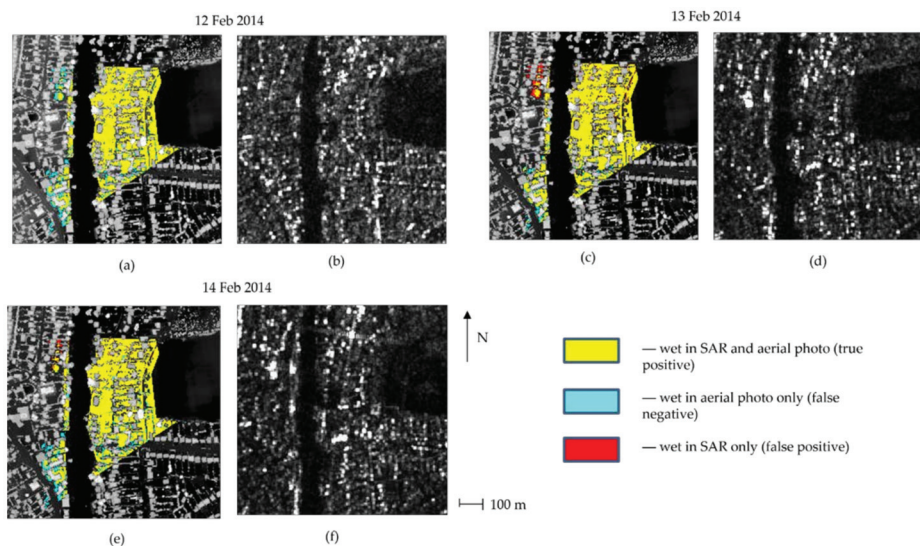 12 Feb 2014
13 Feb 2014
(a)
(b)
(c)
(d)
14 Feb 2014
N
— wet in SAR and aerial photo (true
positive)
— wet in aerial photo only (false
negative)
— wet in SAR only (false positive)
100 m
(e)
(f)